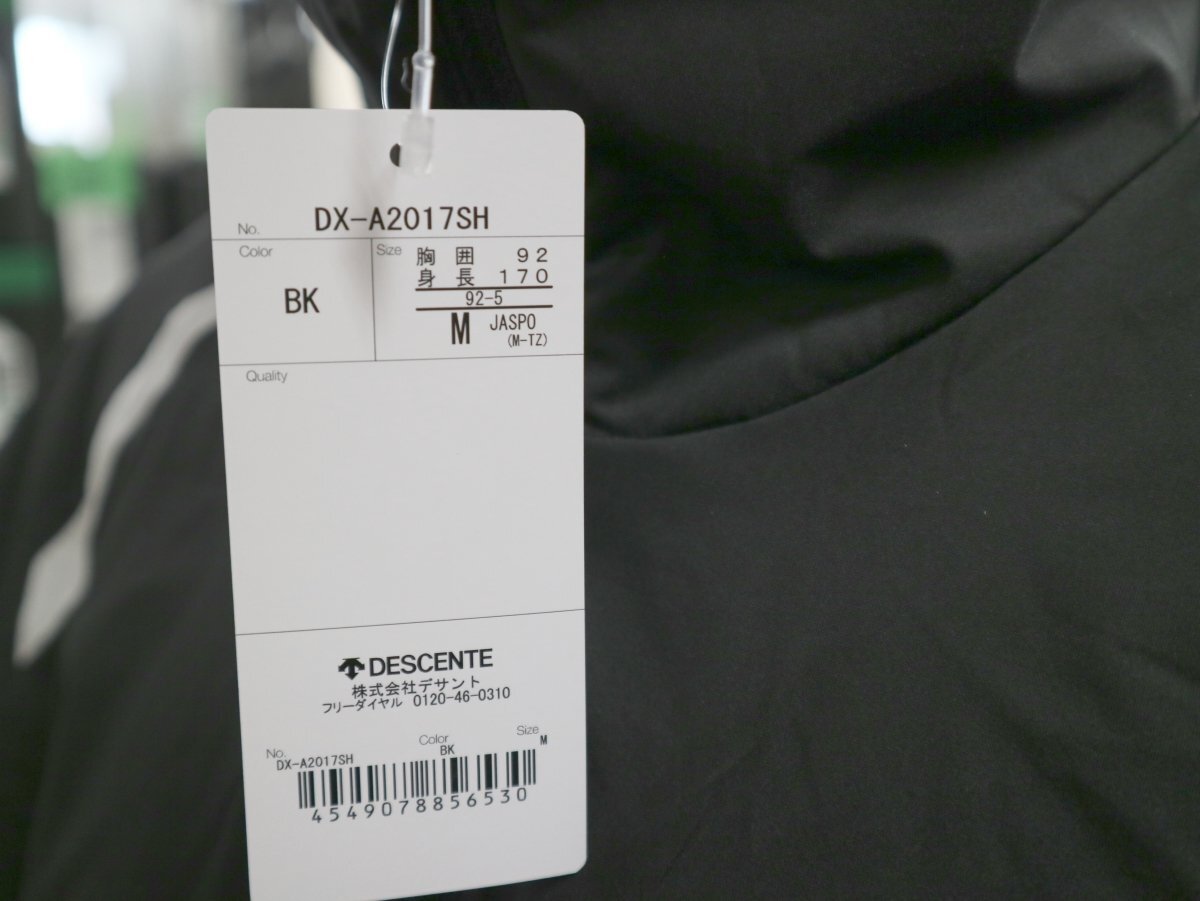 No. DX-A2017SH
Color
BK
Size 胸 囲 92
身 長 170
92-5
M JASPO
(M-TZ)
Quality
DESCENTE
株式会社デサント
フリーダイヤル 0120-46-0310
No. Color Size
DX-A2017SH BK M
4549078856530